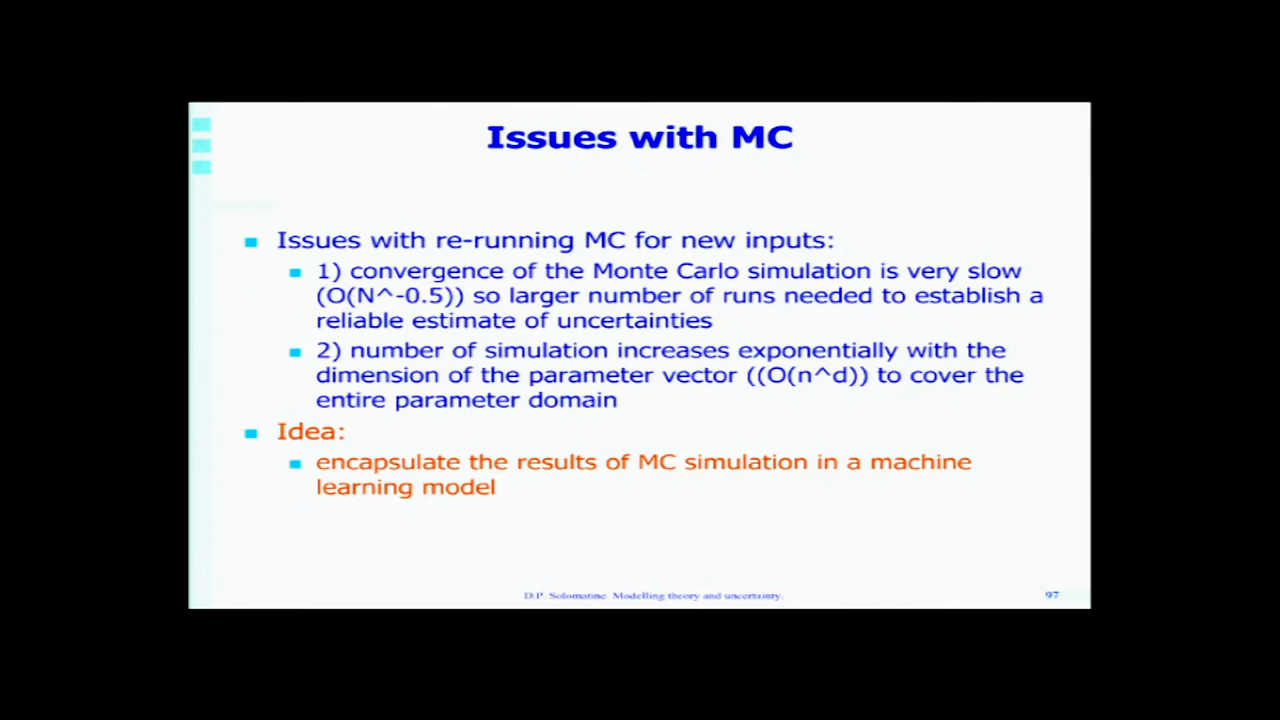 Issues with MC
Issues with re-running MC for new inputs:
1) convergence of the Monte Carlo simulation is very slow
(O(N^-0.5)) so larger number of runs needed to establish a
reliable estimate of uncertainties
2) number of simulation increases exponentially with the
dimension of the parameter vector ((O(n^d)) to cover the
entire parameter domain
Idea:
encapsulate the results of MC simulation in a machine
learning model
D.P. Solomatine. Modelling theory and uncertainty.
97